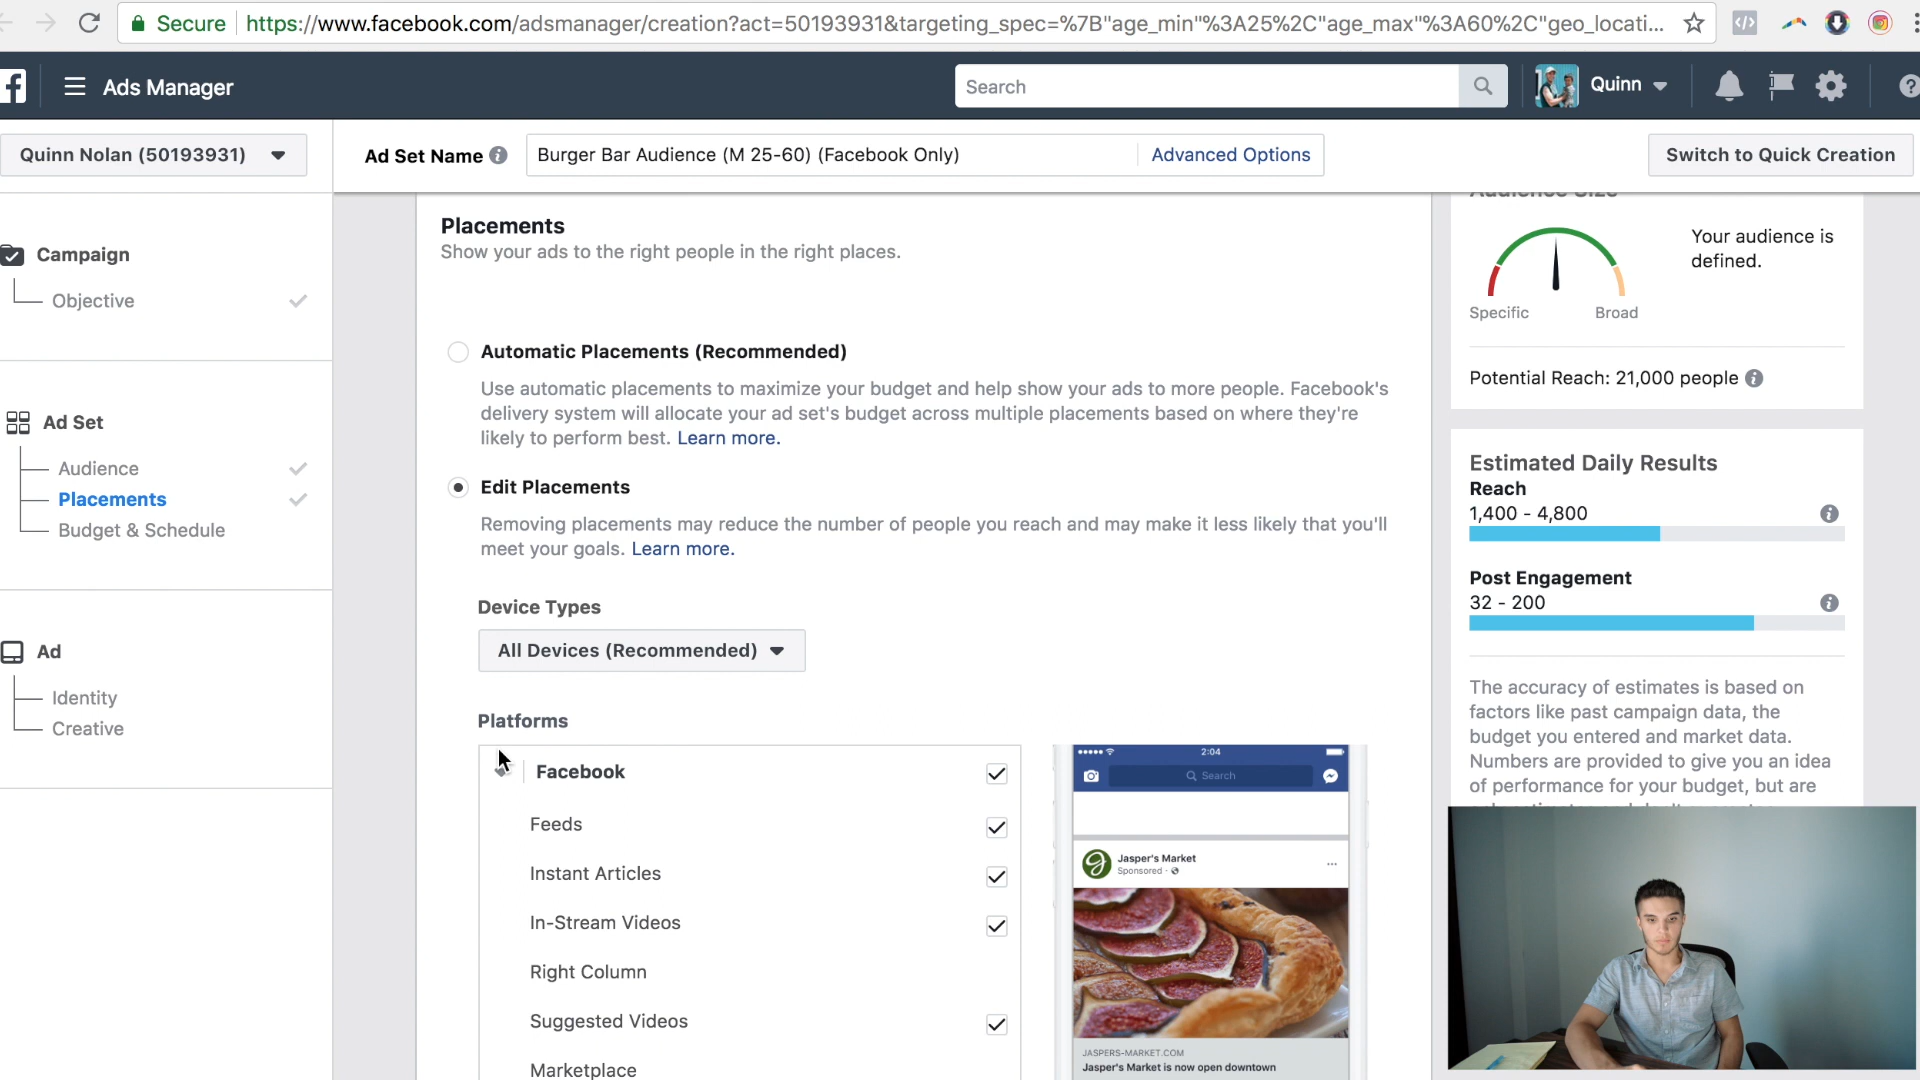 Secure
https://www.facebook.com/adsmanager/creation?act=50193931&targeting_spec=%7B"age_min"%3A25%2C"age_max"%3A60%2C"geo_locati...
Ads Manager
Search
Quinn
Quinn Nolan (50193931)
Ad Set Name
Burger Bar Audience (M 25-60) (Facebook Only)
Advanced Options
Switch to Quick Creation
Campaign
Objective
Ad Set
Audience
Placements
Budget & Schedule
Ad
Identity
Creative
Placements
Show your ads to the right people in the right places.
Automatic Placements (Recommended)
Use automatic placements to maximize your budget and help show your ads to more people. Facebook's
delivery system will allocate your ad set's budget across multiple placements based on where they're
likely to perform best. Learn more.
Edit Placements
Removing placements may reduce the number of people you reach and may make it less likely that you'll
meet your goals. Learn more.
Device Types
All Devices (Recommended)
Platforms
Facebook
Feeds
Instant Articles
In-Stream Videos
Right Column
Suggested Videos
Marketplace
2:04
Search
Jasper's Market
Sponsored ·
JASPERS-MARKET.COM
Jasper's Market is now open downtown
Audience Size
Your audience is
defined.
Specific
Broad
Potential Reach: 21,000 people
Estimated Daily Results
Reach
1,400 - 4,800
Post Engagement
32 - 200
The accuracy of estimates is based on
factors like past campaign data, the
budget you entered and market data.
Numbers are provided to give you an idea
of performance for your budget, but are